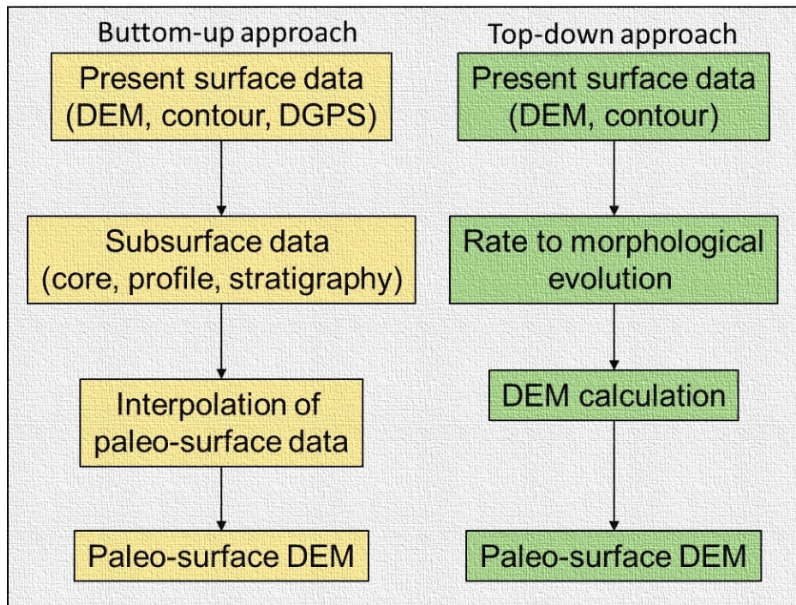 Buttom-up approach
Present surface data
(DEM, contour, DGPS)
Subsurface data
(core, profile, stratigraphy)
Interpolation of
paleo-surface data
Paleo-surface DEM
Top-down approach
Present surface data
(DEM, contour)
Rate to morphological
evolution
DEM calculation
Paleo-surface DEM